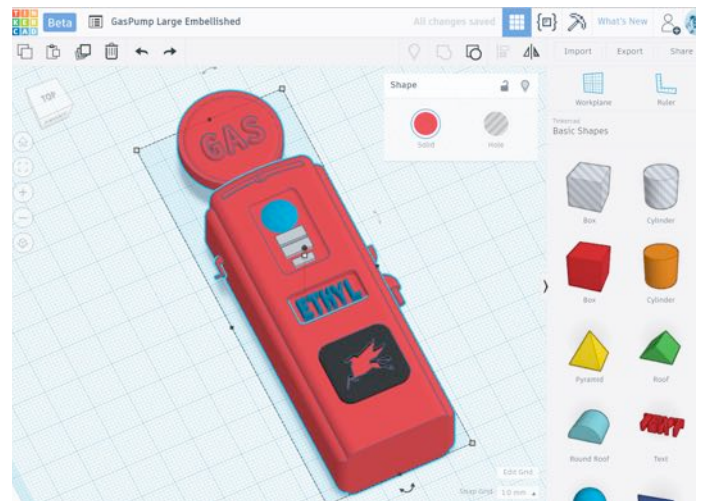 TIN
KER
CAD
Beta
GasPump Large Embellished
All changes saved
What's New
Import Export Share
Shape
Solid
Hole
TOP
GAS
ETHYL
Workplane
Ruler
Tinkercad
Basic Shapes
Box
Cylinder
Box
Cylinder
Pyramid
Roof
TEXT
Round Roof
Text
Edit Grid
Snap Grid 1.0 mm